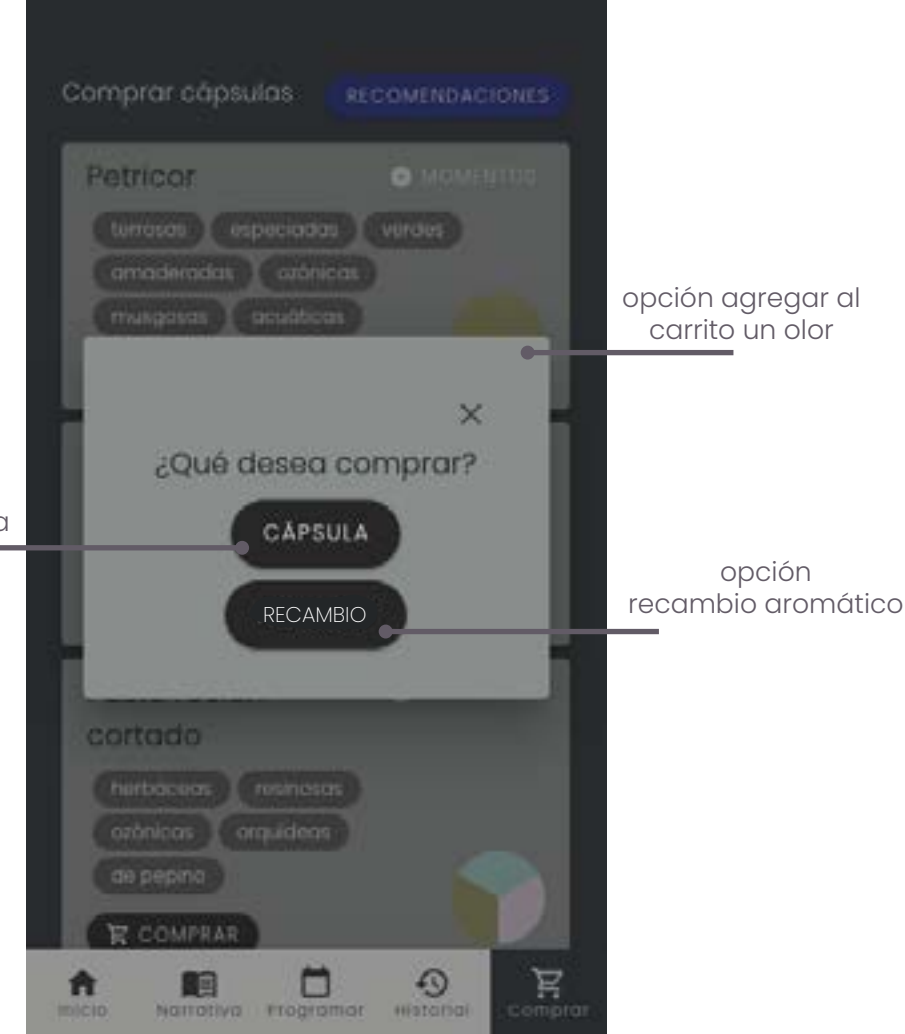 Comprar cápsulas
RECOMENDACIONES
Petricor
MOMENTOS
terrosas especiadas verdes
amaderadas ozónicas
musgosas acuáticas
opción agregar al
carrito un olor
¿Qué desea comprar?
CÁPSULA
RECAMBIO
opción
recambio aromático
a
cortado
herbáceas resinosas
ozónicas orquídeas
de pepino
COMPRAR
Inicio Narrativa Programar Historial Comprar